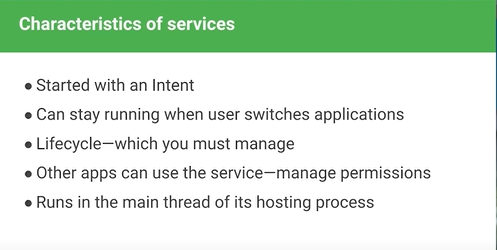 Characteristics of services
● Started with an Intent
● Can stay running when user switches applications
● Lifecycle—which you must manage
● Other apps can use the service—manage permissions
● Runs in the main thread of its hosting process